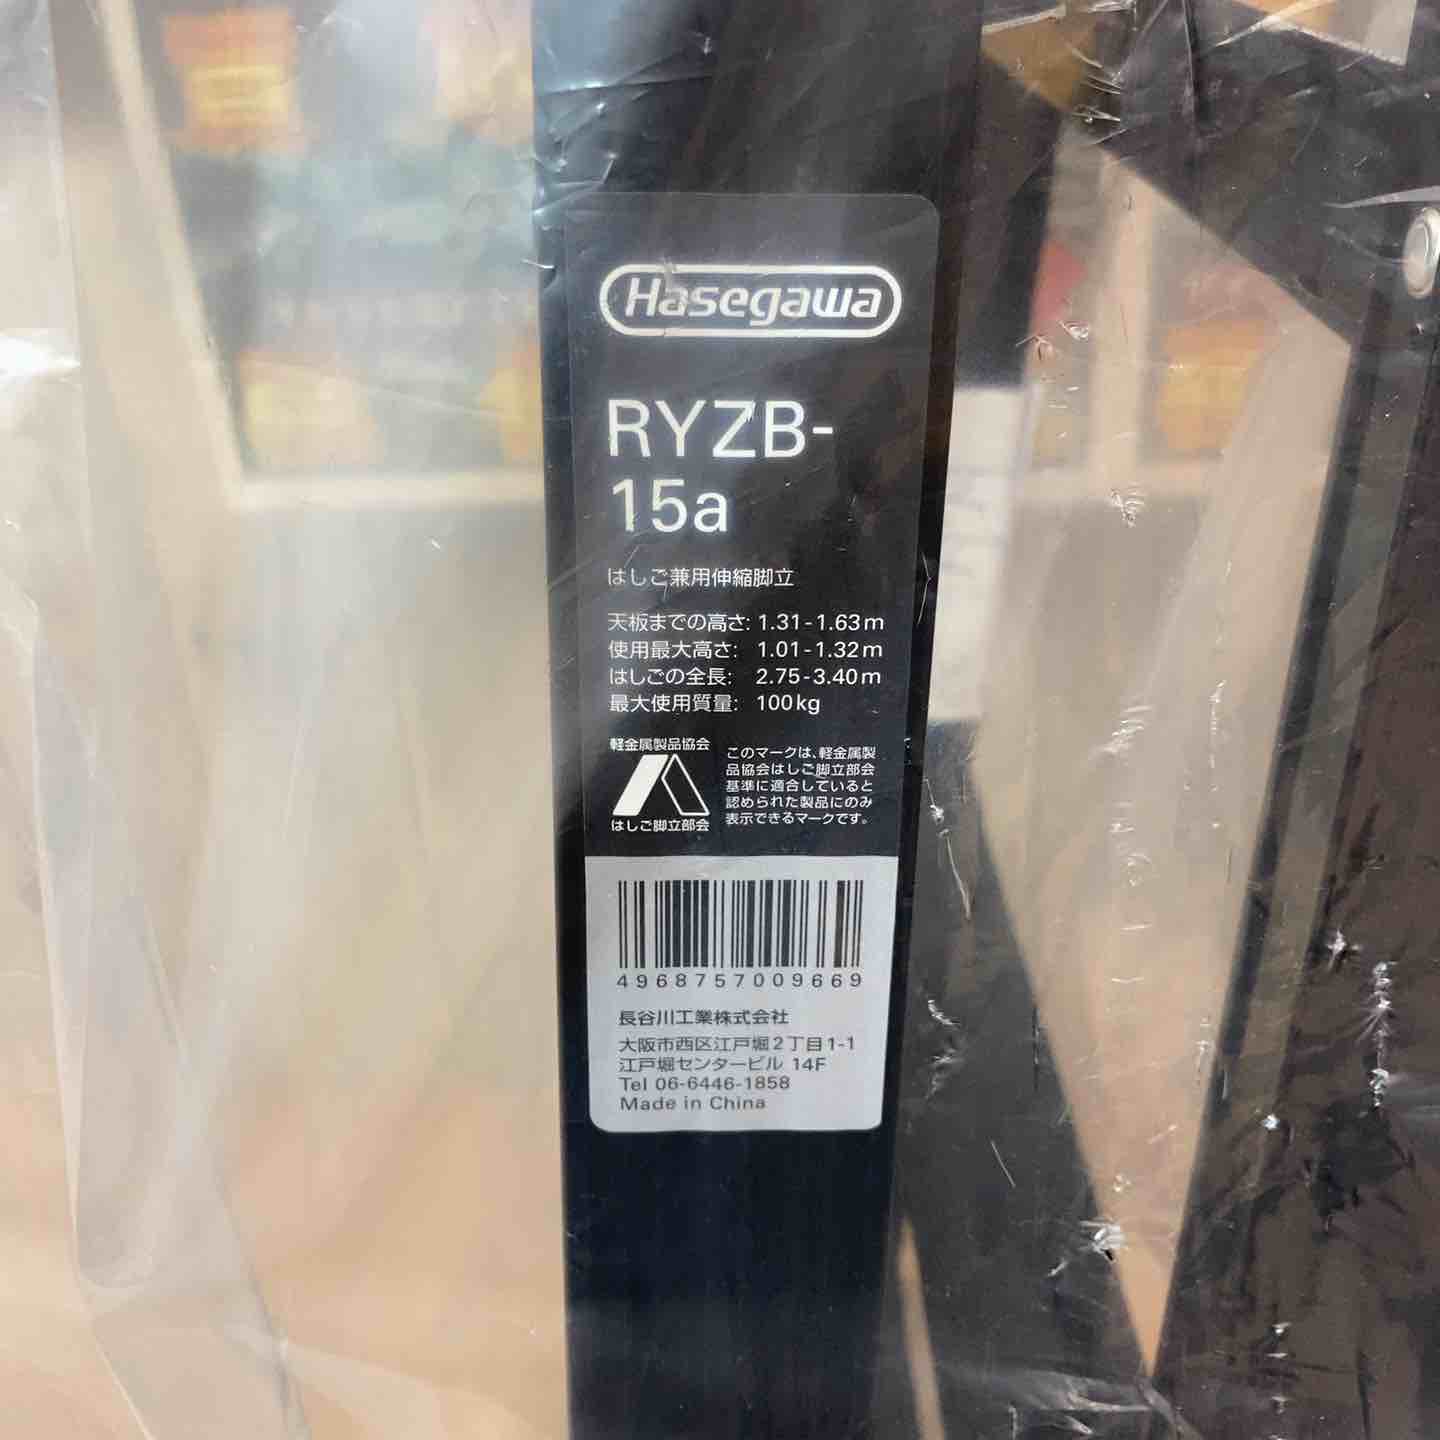 Hasegawa
RYZB-
15a
はしご兼用伸縮脚立
天板までの高さ: 1.31-1.63m
使用最大高さ: 1.01-1.32m
はしごの全長: 2.75-3.40m
最大使用質量: 100kg
軽金属製品協会
はしご脚立部会
このマークは、軽金属製
品協会はしご脚立部会
基準に適合していると
認められた製品にのみ
表示できるマークです。
4968757009669
長谷川工業株式会社
大阪市西区江戸堀2丁目1-1
江戸堀センタービル 14F
Tel 06-6446-1858
Made in China